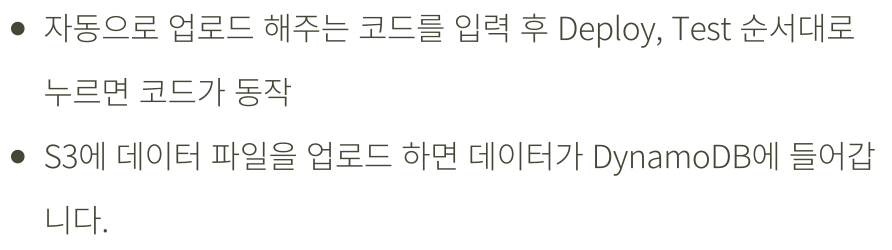 ● 자동으로 업로드 해주는 코드를 입력 후 Deploy, Test 순서대로
누르면 코드가 동작
● S3에 데이터 파일을 업로드 하면 데이터가 DynamoDB에 들어갑
니다.